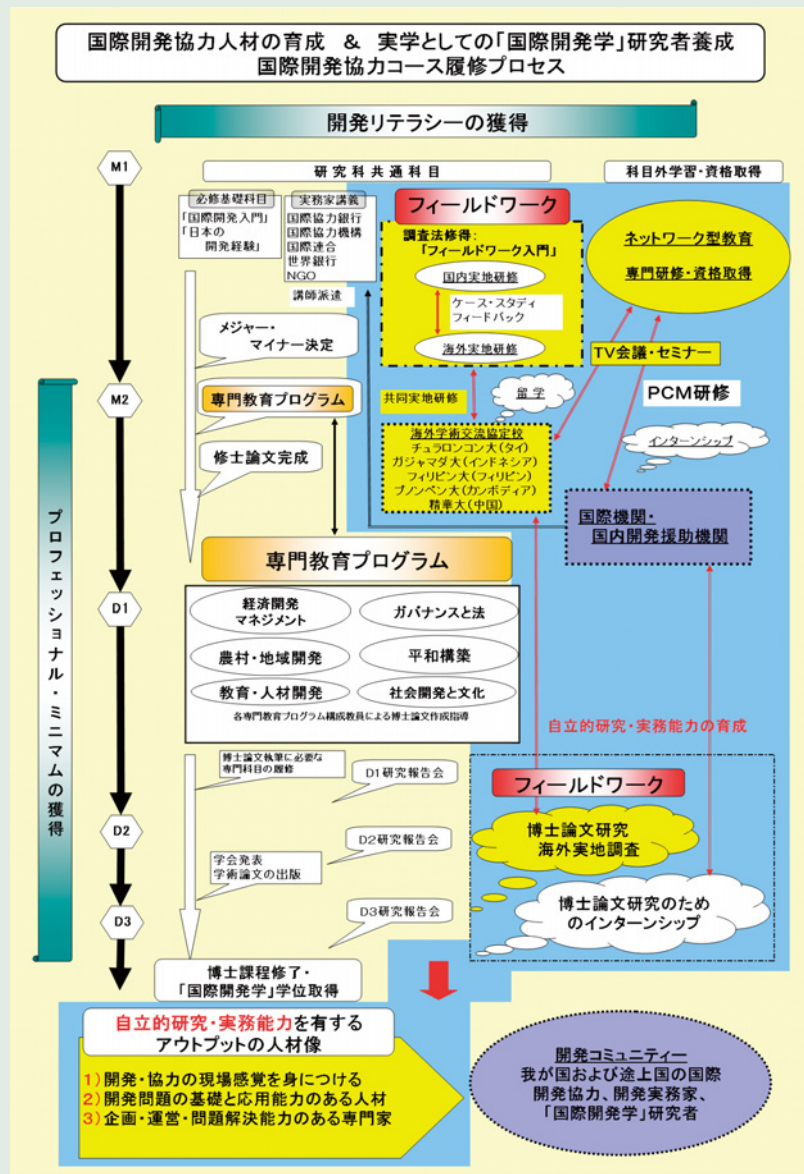 国際開発協力人材の育成 & 実学としての「国際開発学」研究者養成
国際開発協力コース履修プロセス
開発リテラシーの獲得
M1
研究科共通科目
科目外学習・資格取得
必修基礎科目
「国際開発入門」
「日本の
開発経験」
実務家講義
国際協力銀行
国際協力機構
国際連合
世界銀行
NGO
講師派遣
フィールドワーク
調査法修得:
「フィールドワーク入門」
国内実地研修
ケース・スタディ
フィードバック
海外実地研修
ネットワーク型教育
専門研修・資格取得
TV会議・セミナー
メジャー・
マイナー決定
M2
専門教育プログラム
共同実地研修
留学
PCM研修
修士論文完成
海外学術交流協定校
チュラロンコン大(タイ)
ガジャマダ大(インドネシア)
フィリピン大(フィリピン)
プノンペン大(カンボディア)
精華大(中国)
インターンシップ
国際機関・
国内開発援助機関
プロフェッショナル・ミニマムの獲得
専門教育プログラム
D1
経済開発
マネジメント
ガバナンスと法
農村・地域開発
平和構築
教育・人材開発
社会開発と文化
各専門教育プログラム構成教員による博士論文作成指導
自立的研究・実務能力の育成
博士論文執筆に必要な
専門科目の履修
D1研究報告会
フィールドワーク
D2
博士論文研究
海外実地調査
D2研究報告会
学会発表
学術論文の出版
博士論文研究のため
のインターンシップ
D3
D3研究報告会
博士課程修了・
「国際開発学」学位取得
自立的研究・実務能力を有する
アウトプットの人材像
1)開発・協力の現場感覚を身につける
2)開発問題の基礎と応用能力のある人材
3)企画・運営・問題解決能力のある専門家
開発コミュニティー
我が国および途上国の国際
開発協力、開発実務家、
「国際開発学」研究者